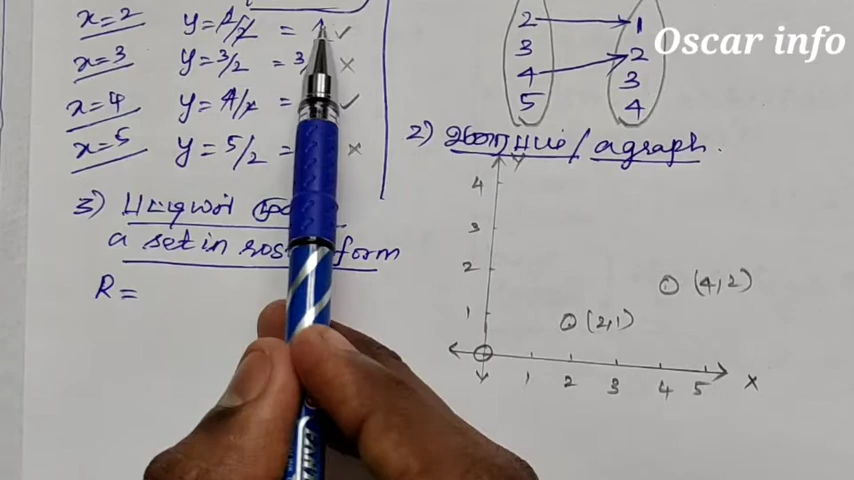 x=2 y=2/2 =
x=3 y=3/2 = 3/
x=4 y=4/2 =
x=5 y=5/2 =
3)
a set in form
R=
2 1
3 2
4 3
5 4
Oscar info
2) வரைபடம்/ a graph.
Y
4
3
2
1
(4,2)
(2,1)
1 2 3 4 5 X